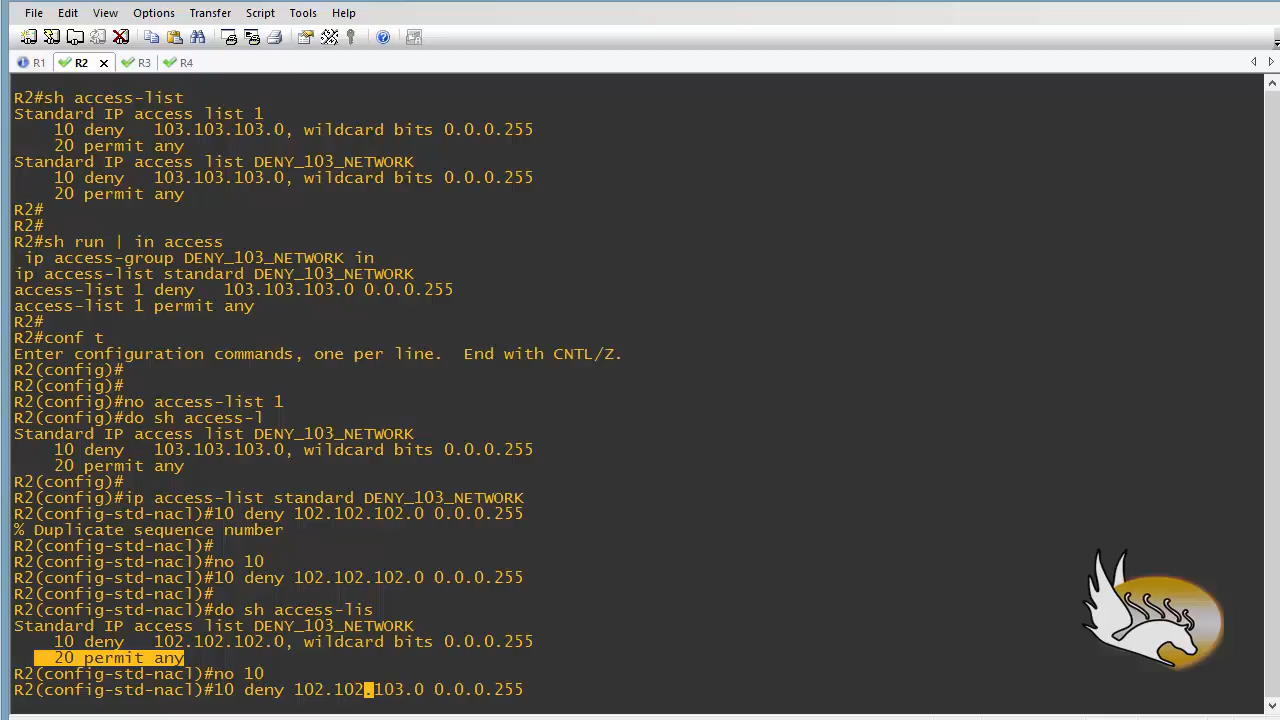 File Edit View Options Transfer Script Tools Help
R1 R2 R3 R4
R2#sh access-list
Standard IP access list 1
    10 deny   103.103.103.0, wildcard bits 0.0.0.255
    20 permit any
Standard IP access list DENY_103_NETWORK
    10 deny   103.103.103.0, wildcard bits 0.0.0.255
    20 permit any
R2#
R2#
R2#sh run | in access
 ip access-group DENY_103_NETWORK in
ip access-list standard DENY_103_NETWORK
access-list 1 deny   103.103.103.0 0.0.0.255
access-list 1 permit any
R2#
R2#conf t
Enter configuration commands, one per line.  End with CNTL/Z.
R2(config)#
R2(config)#
R2(config)#no access-list 1
R2(config)#do sh access-l
Standard IP access list DENY_103_NETWORK
    10 deny   103.103.103.0, wildcard bits 0.0.0.255
    20 permit any
R2(config)#
R2(config)#ip access-list standard DENY_103_NETWORK
R2(config-std-nacl)#10 deny 102.102.102.0 0.0.0.255
% Duplicate sequence number
R2(config-std-nacl)#
R2(config-std-nacl)#no 10
R2(config-std-nacl)#10 deny 102.102.102.0 0.0.0.255
R2(config-std-nacl)#
R2(config-std-nacl)#do sh access-lis
Standard IP access list DENY_103_NETWORK
    10 deny   102.102.102.0, wildcard bits 0.0.0.255
    20 permit any
R2(config-std-nacl)#no 10
R2(config-std-nacl)#10 deny 102.102.103.0 0.0.0.255